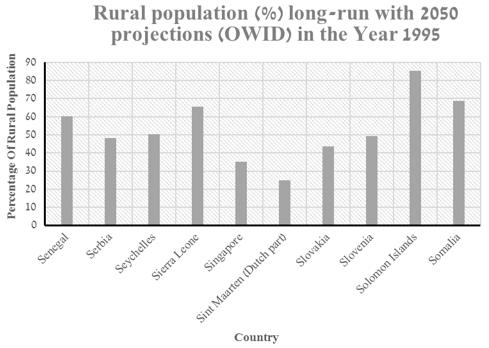 Rural population (%) long-run with 2050
projections (OWID) in the Year 1995
Percentage Of Rural Population
90
80
70
60
50
40
30
20
10
0
Senegal
Serbia
Seychelles
Sierra Leone
Singapore
Sint Maarten (Dutch part)
Slovakia
Slovenia
Solomon Islands
Somalia
Country